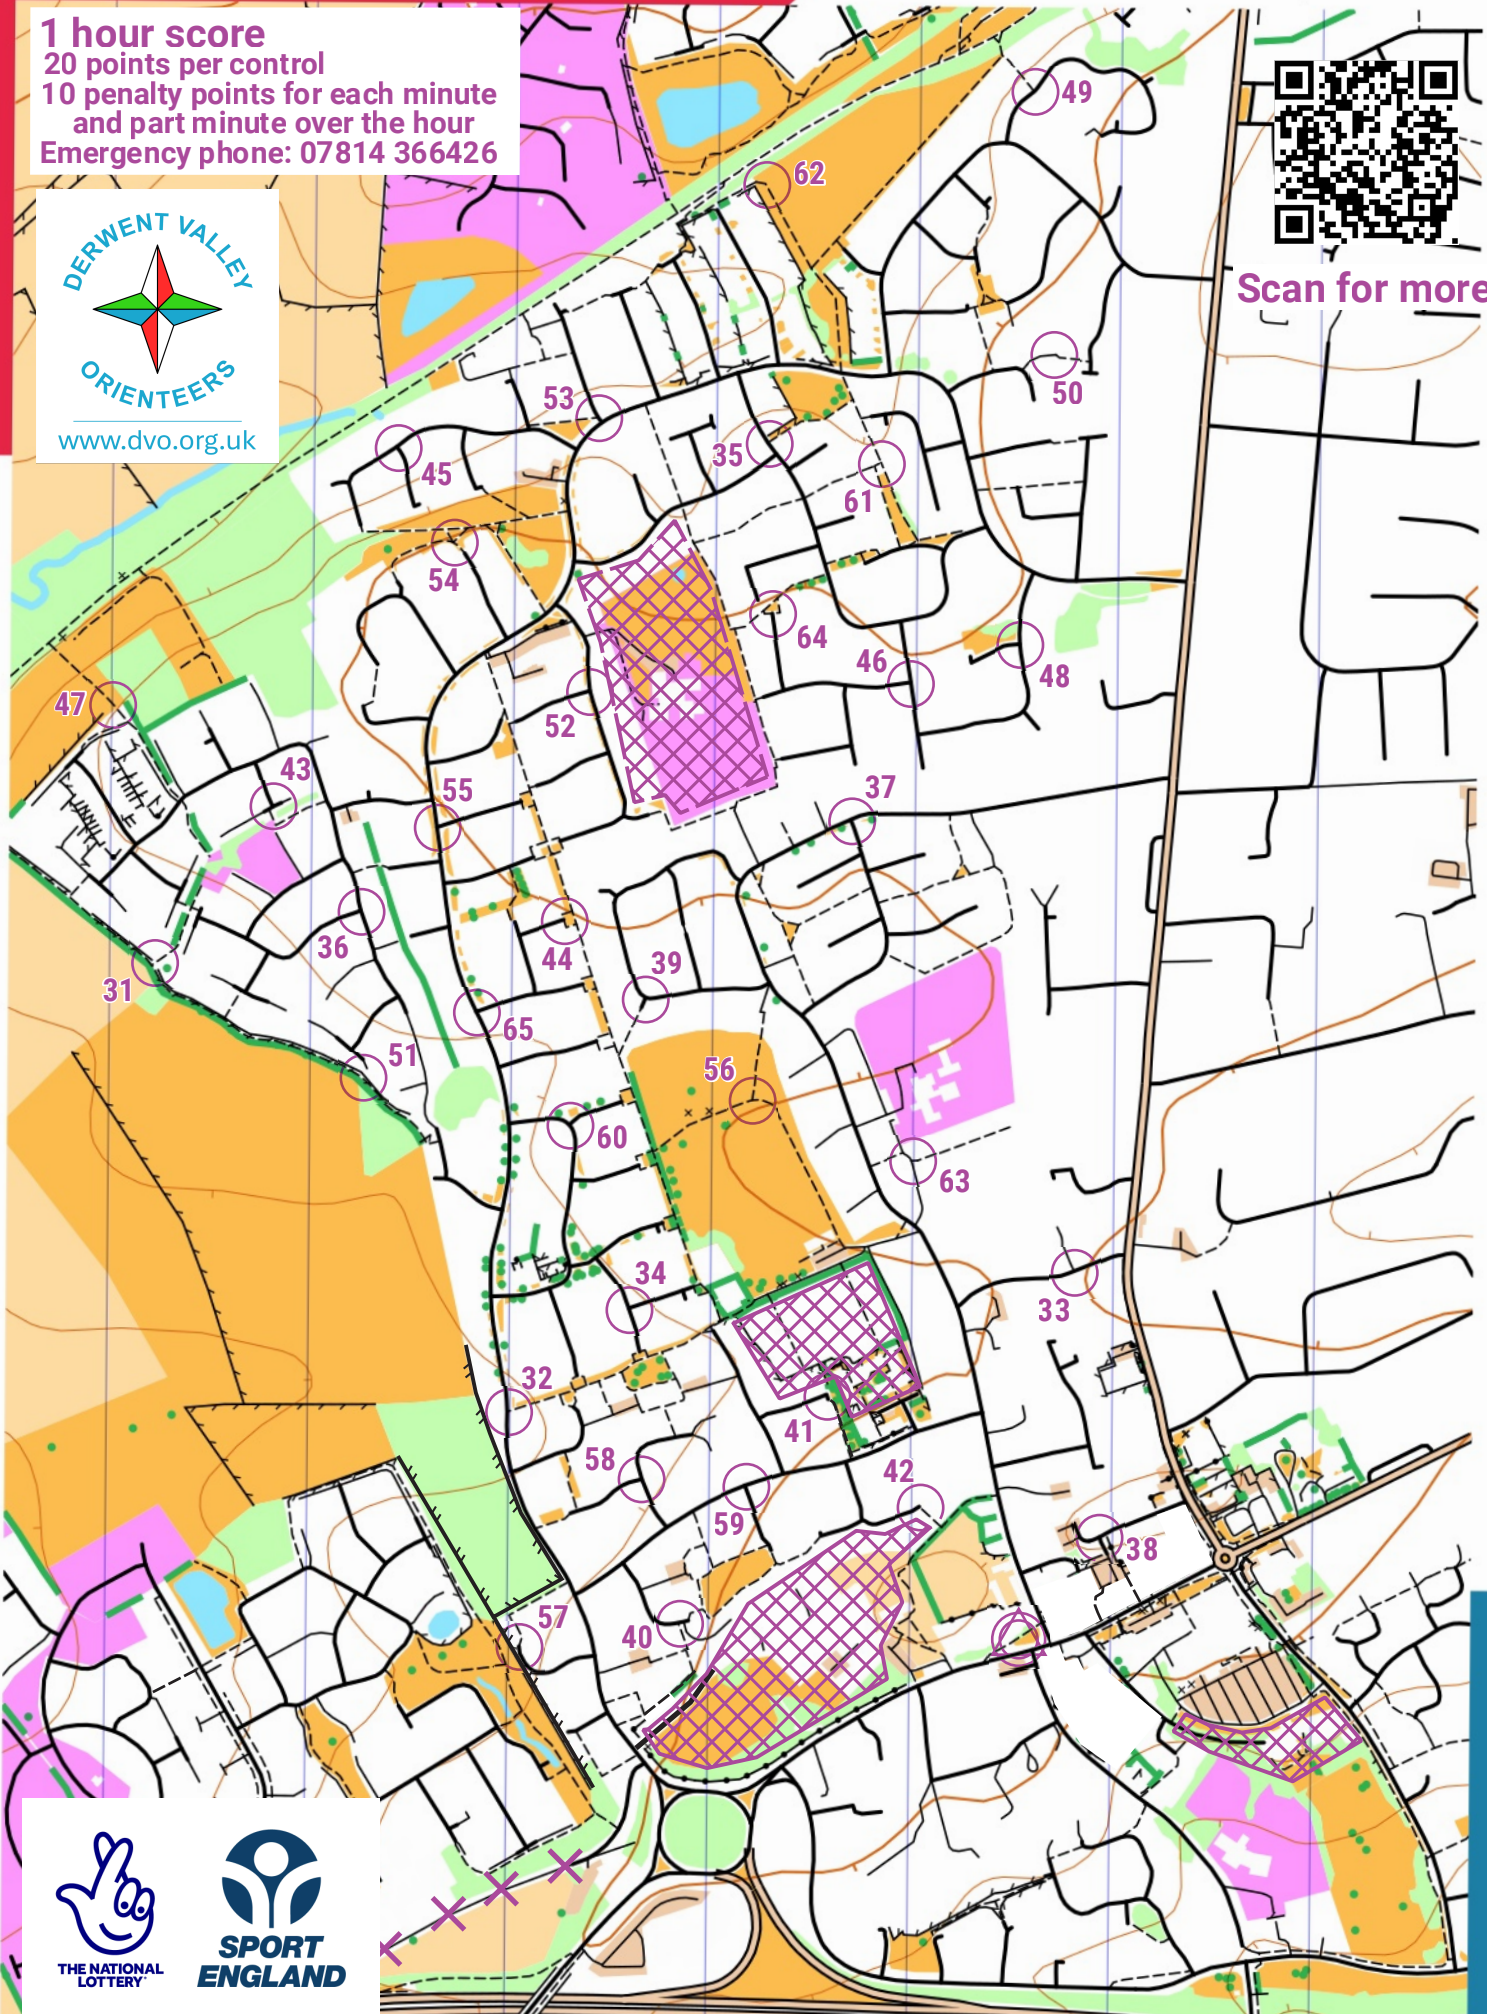 1 hour score
20 points per control
10 penalty points for each minute
and part minute over the hour
Emergency phone: 07814 366426
DERWENT VALLEY
ORIENTEERS
www.dvo.org.uk
Scan for more
49
62
50
53
35
45
61
54
64
46
48
47
52
43
55
37
36
44
39
31
65
51
56
60
63
34
33
32
41
58
42
59
38
57
40
THE NATIONAL
LOTTERY
SPORT
ENGLAND